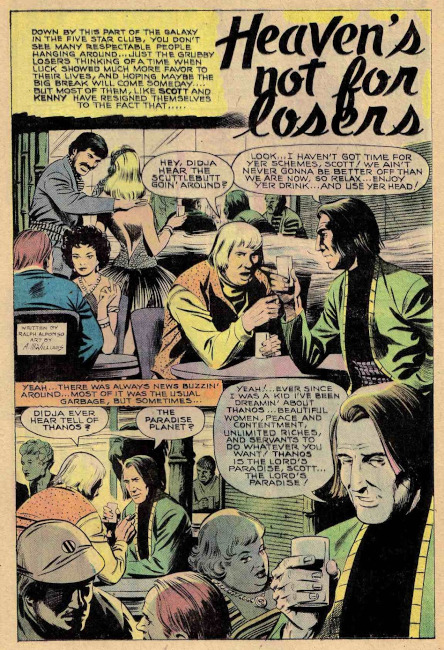 DOWN BY THIS PART OF THE GALAXY
IN THE FIVE STAR CLUB, YOU DON'T
SEE MANY RESPECTABLE PEOPLE
HANGING AROUND...JUST THE GRUBBY
LOSERS THINKING OF A TIME WHEN
LUCK SHOWED MUCH MORE FAVOR TO
THEIR LIVES, AND HOPING MAYBE THE
BIG BREAK WILL COME SOMEDAY....
BUT MOST OF THEM, LIKE SCOTT AND
KENNY HAVE RESIGNED THEMSELVES
TO THE FACT THAT.....
Heaven's
not for
losers
HEY, DIDJA
HEAR THE
SCUTTLEBUTT
GOIN' AROUND?
LOOK...I HAVEN'T GOT TIME FOR
YER SCHEMES, SCOTT! WE AIN'T
NEVER GONNA BE BETTER OFF THAN
WE ARE NOW, SO RELAX...ENJOY
YER DRINK...AND USE YER HEAD!
WRITTEN BY
RALPH ALFONSO
ART BY
A. McWilliams
YEAH...THERE WAS ALWAYS NEWS BUZZIN'
AROUND...MOST OF IT WAS THE USUAL
GARBAGE, BUT SOMETIMES...
DIDJA EVER
HEAR TELL OF
THANOS?
THE
PARADISE
PLANET?
YEAH!...EVER SINCE
I WAS A KID I'VE BEEN
DREAMIN' ABOUT
THANOS...BEAUTIFUL
WOMEN, PEACE AND
CONTENTMENT,
UNLIMITED RICHES,
AND SERVANTS TO
DO WHATEVER YOU
WANT! THANOS
IS THE LORD'S
PARADISE, SCOTT...
THE LORD'S
PARADISE!